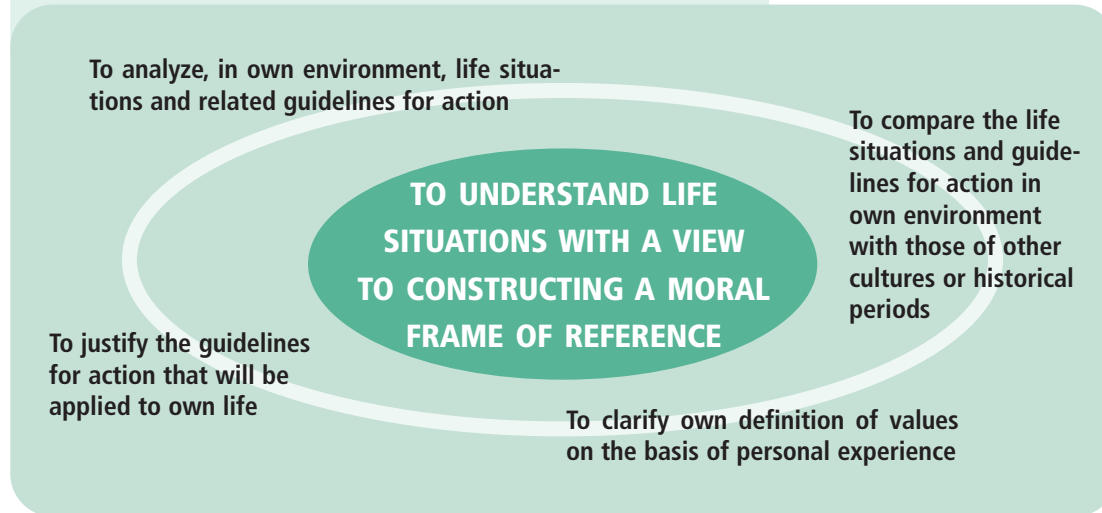 To analyze, in own environment, life situa-
tions and related guidelines for action
To compare the life
situations and guide-
lines for action in
own environment
with those of other
cultures or historical
periods
TO UNDERSTAND LIFE
SITUATIONS WITH A VIEW
TO CONSTRUCTING A MORAL
FRAME OF REFERENCE
To justify the guidelines
for action that will be
applied to own life
To clarify own definition of values
on the basis of personal experience